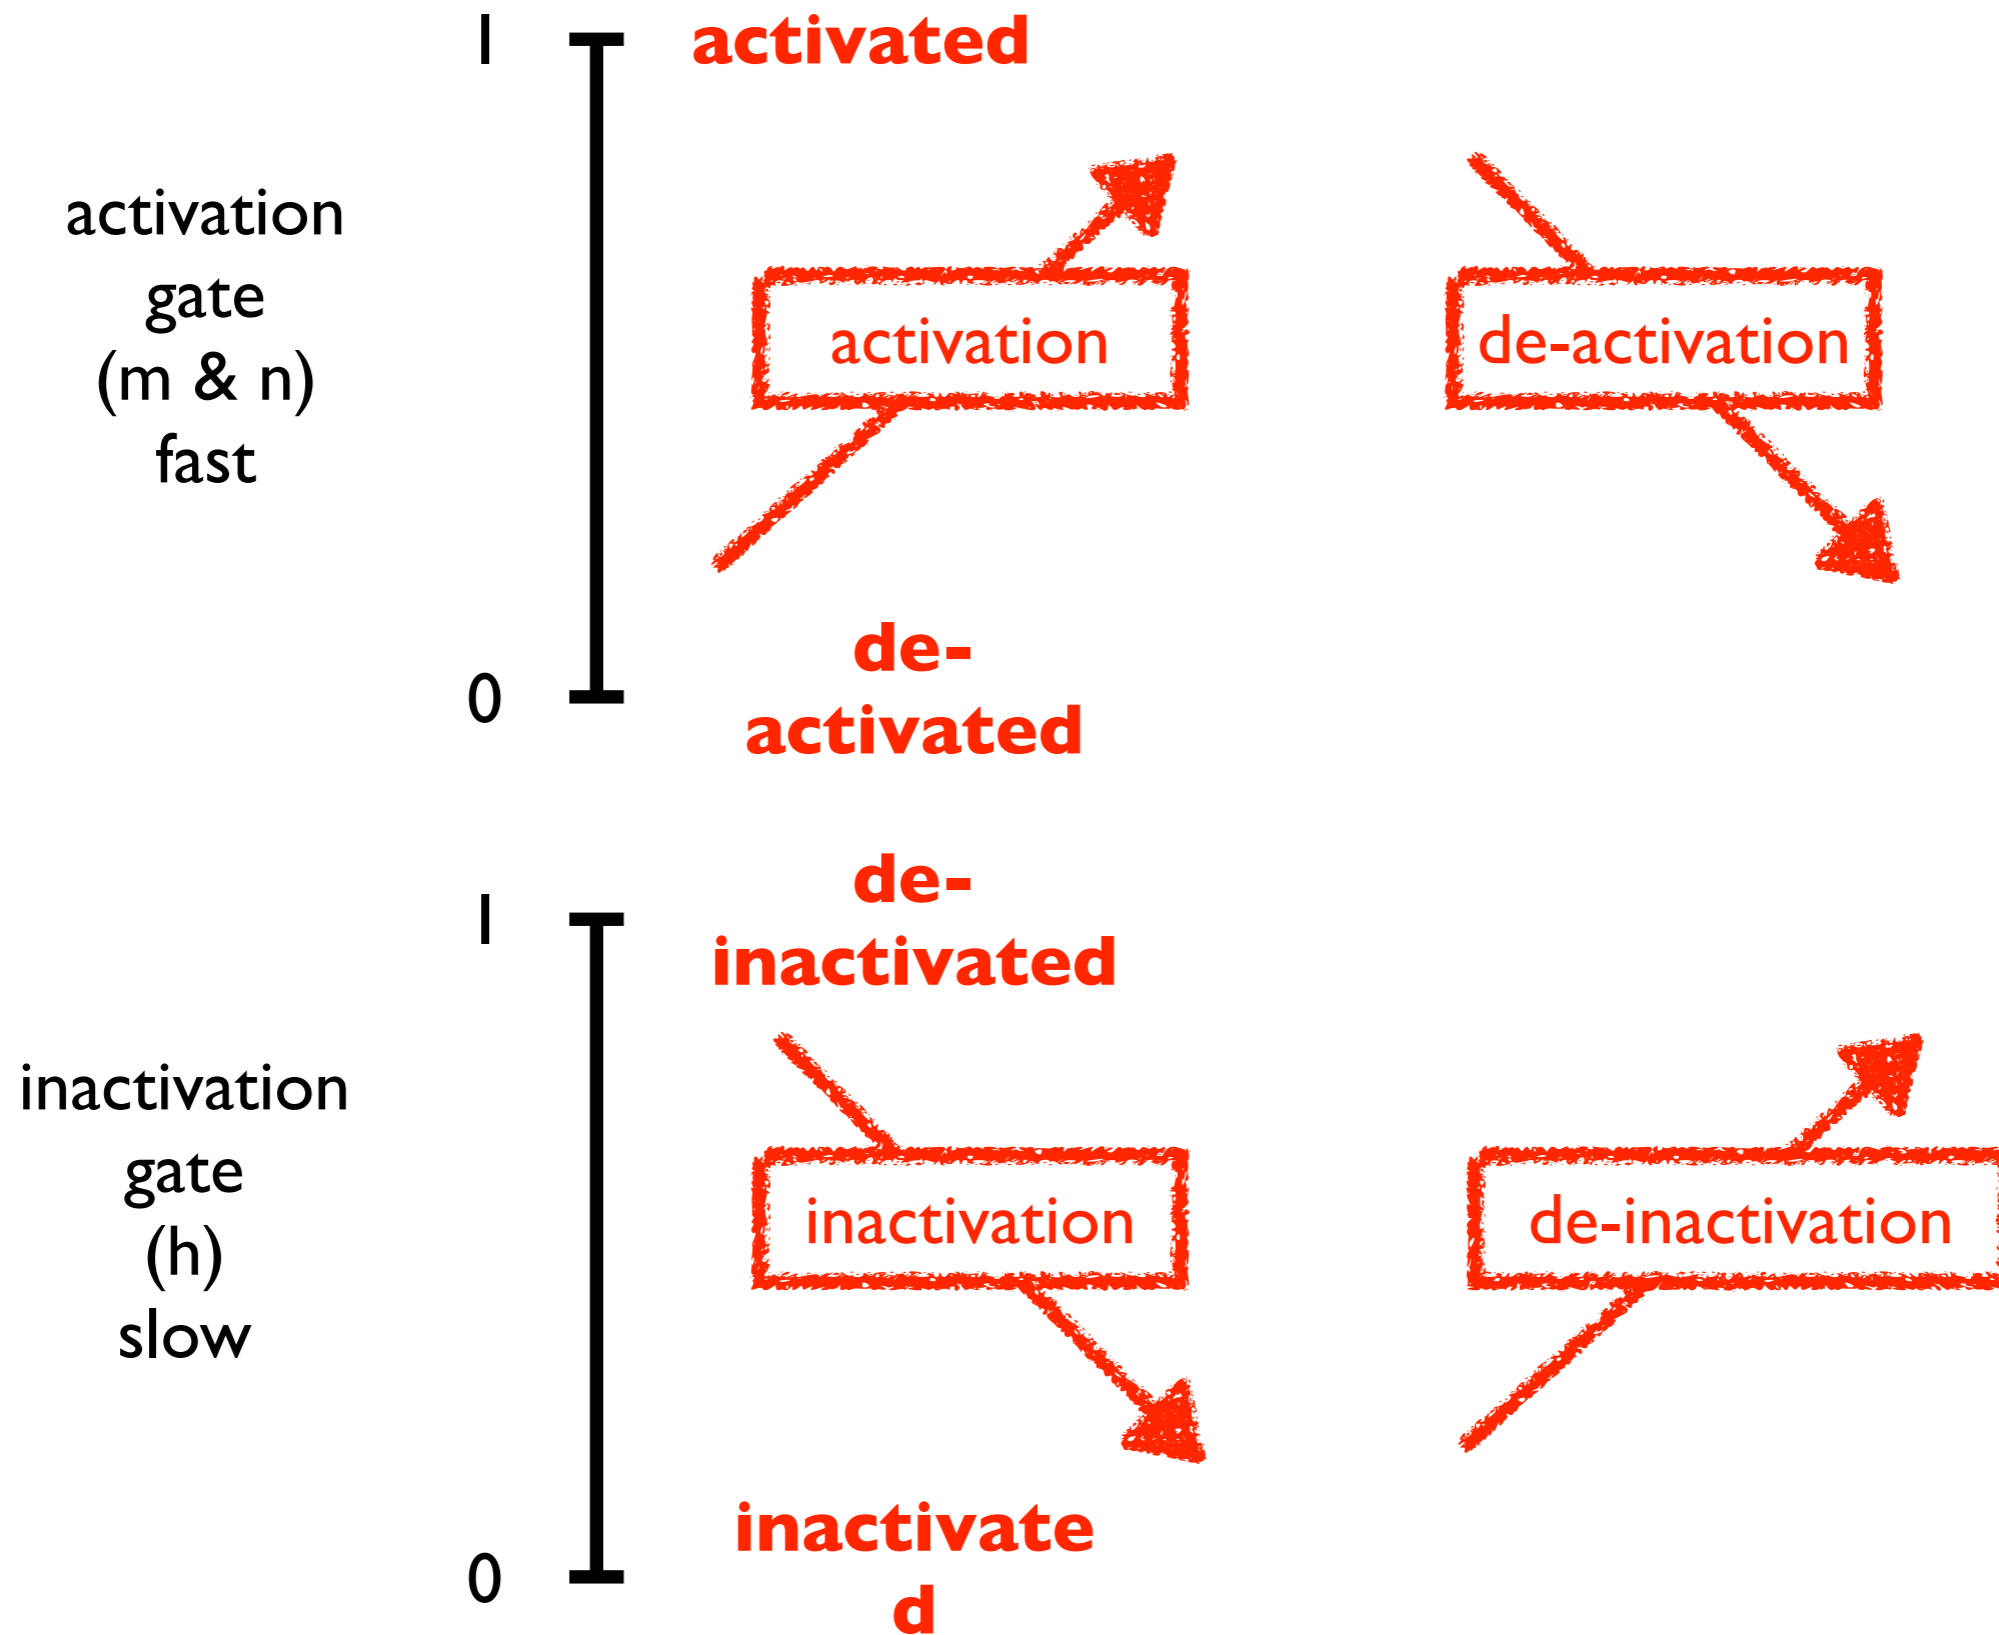 1
activated
activation
gate
(m & n)
fast
activation
de-activation
0
de-
activated
1
de-
inactivated
inactivation
gate
(h)
slow
inactivation
de-inactivation
0
inactivate
d